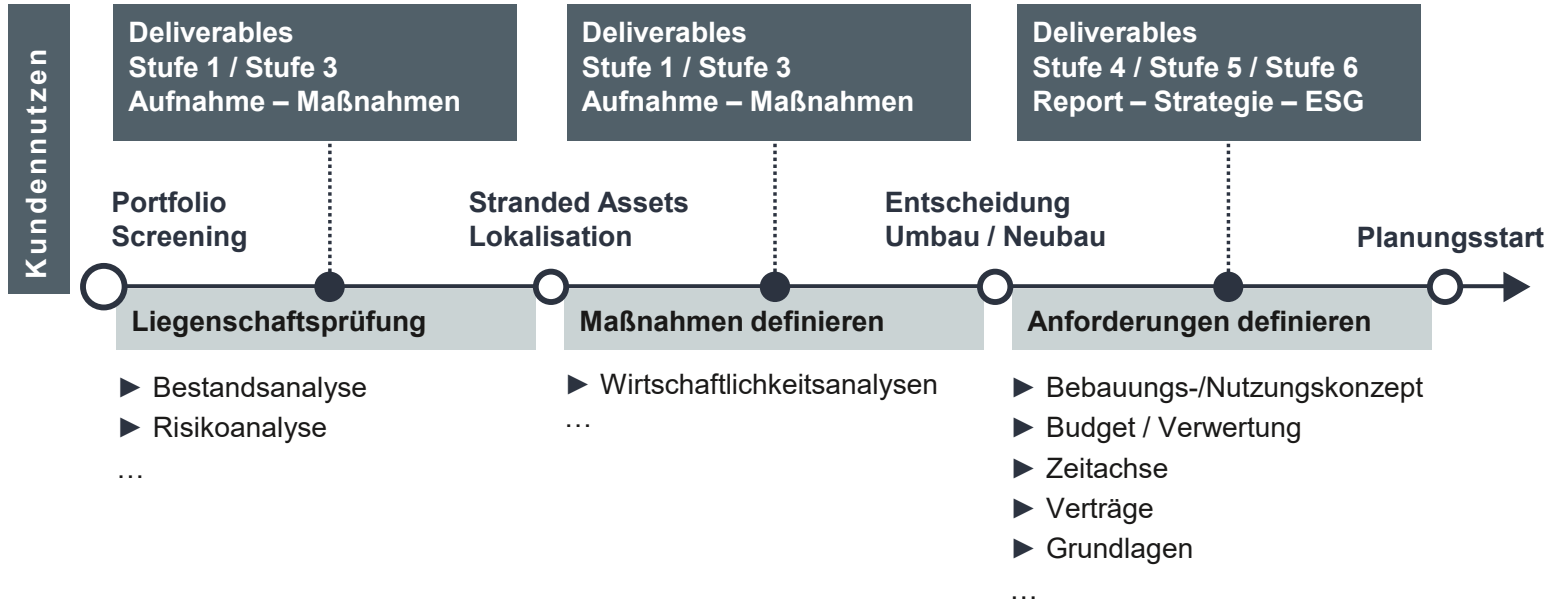 Kundennutzen
Deliverables
Stufe 1 / Stufe 3
Aufnahme – Maßnahmen
Deliverables
Stufe 1 / Stufe 3
Aufnahme – Maßnahmen
Deliverables
Stufe 4 / Stufe 5 / Stufe 6
Report – Strategie – ESG
Portfolio
Screening
Stranded Assets
Lokalisation
Entscheidung
Umbau / Neubau
Planungsstart
Liegenschaftsprüfung
► Bestandsanalyse
► Risikoanalyse
…
Maßnahmen definieren
► Wirtschaftlichkeitsanalysen
…
Anforderungen definieren
► Bebauungs-/Nutzungskonzept
► Budget / Verwertung
► Zeitachse
► Verträge
► Grundlagen
…